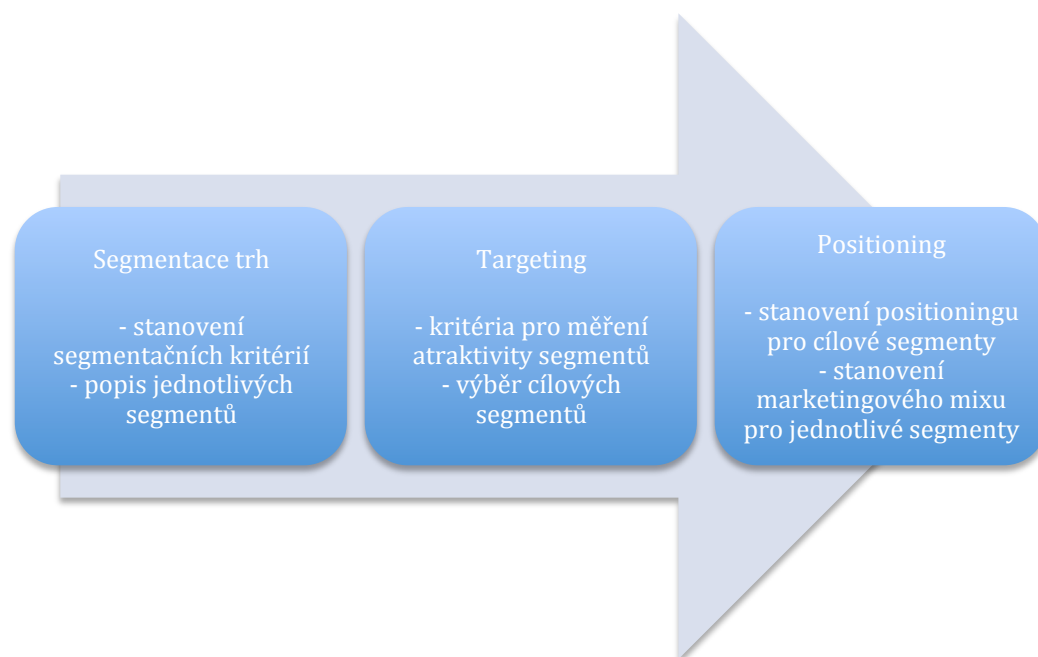 Segmentace trh
- stanovení
segmentačních kritérií
- popis jednotlivých
segmentů
Targeting
- kritéria pro měření
atraktivity segmentů
- výběr cílových
segmentů
Positioning
- stanovení positioningu
pro cílové segmenty
- stanovení
marketingového mixu
pro jednotlivé segmenty